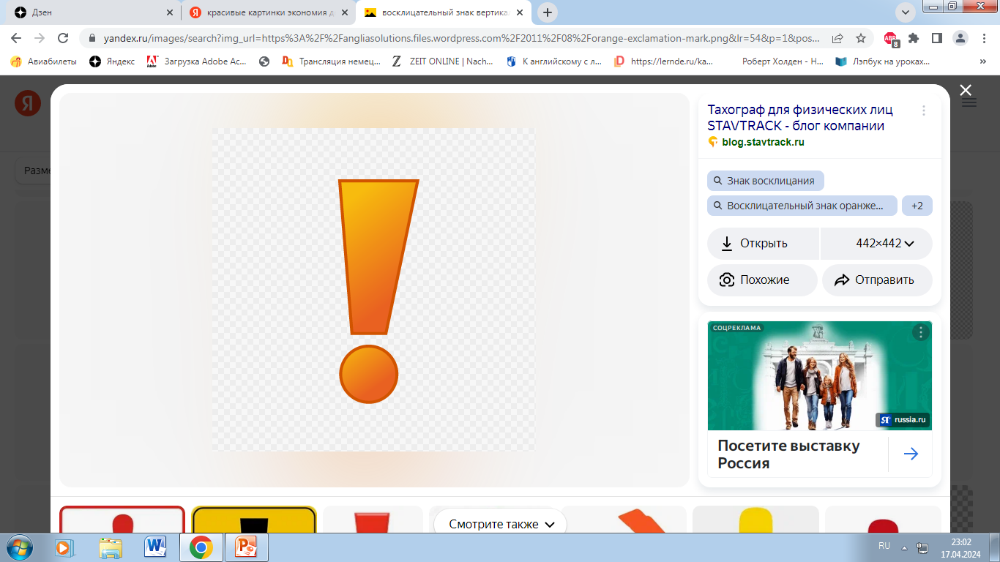 Дзен
красивые картинки экономия д
восклицательный знак вертика
yandex.ru/images/search?img_url=https%3A%2F%2Fangliasolutions.files.wordpress.com%2F2011%2F08%2Forange-exclamation-mark.png&lr=54&p=1&pos...
ABP
8
Авиабилеты
Яндекс
Загрузка Adobe Ac...
Трансляция немец...
ZEIT ONLINE | Nach...
К английскому с л...
https://lernde.ru/ka...
Роберт Холден - Н...
Лэпбук на уроках...
»
Я
Разме
Тахограф для физических лиц
STAVTRACK - блог компании
blog.stavtrack.ru
Знак восклицания
Восклицательный знак оранже...
+2
Открыть
442×442
Похожие
Отправить
!
СОЦРЕКЛАМА
russia.ru
Посетите выставку
Россия
Смотрите также
RU
23:02
17.04.2024